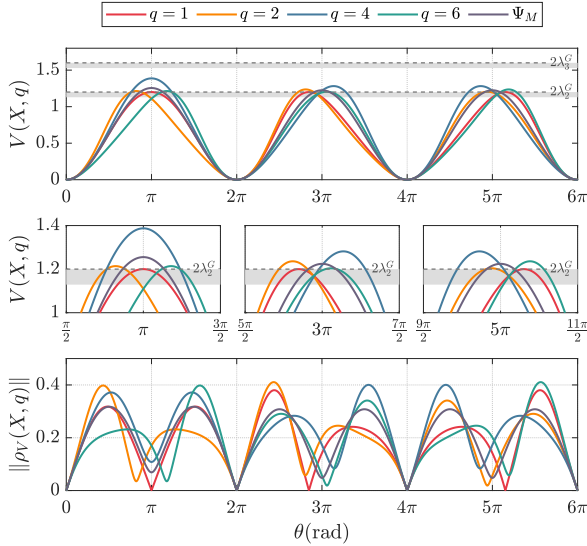 q = 1 q = 2 q = 4 q = 6 Ψ_M
V(X, q)
1.5
1
0.5
0
2λ_3^G
2λ_2^G
0 π 2π 3π 4π 5π 6π
V(X, q)
1.4
1.2
1
2λ_2^G 2λ_2^G 2λ_2^G
π/2 π 3π/2 5π/2 3π 7π/2 9π/2 5π 11π/2
||ρ_V(X, q)||
0.4
0.2
0
0 π 2π 3π 4π 5π 6π
θ(rad)